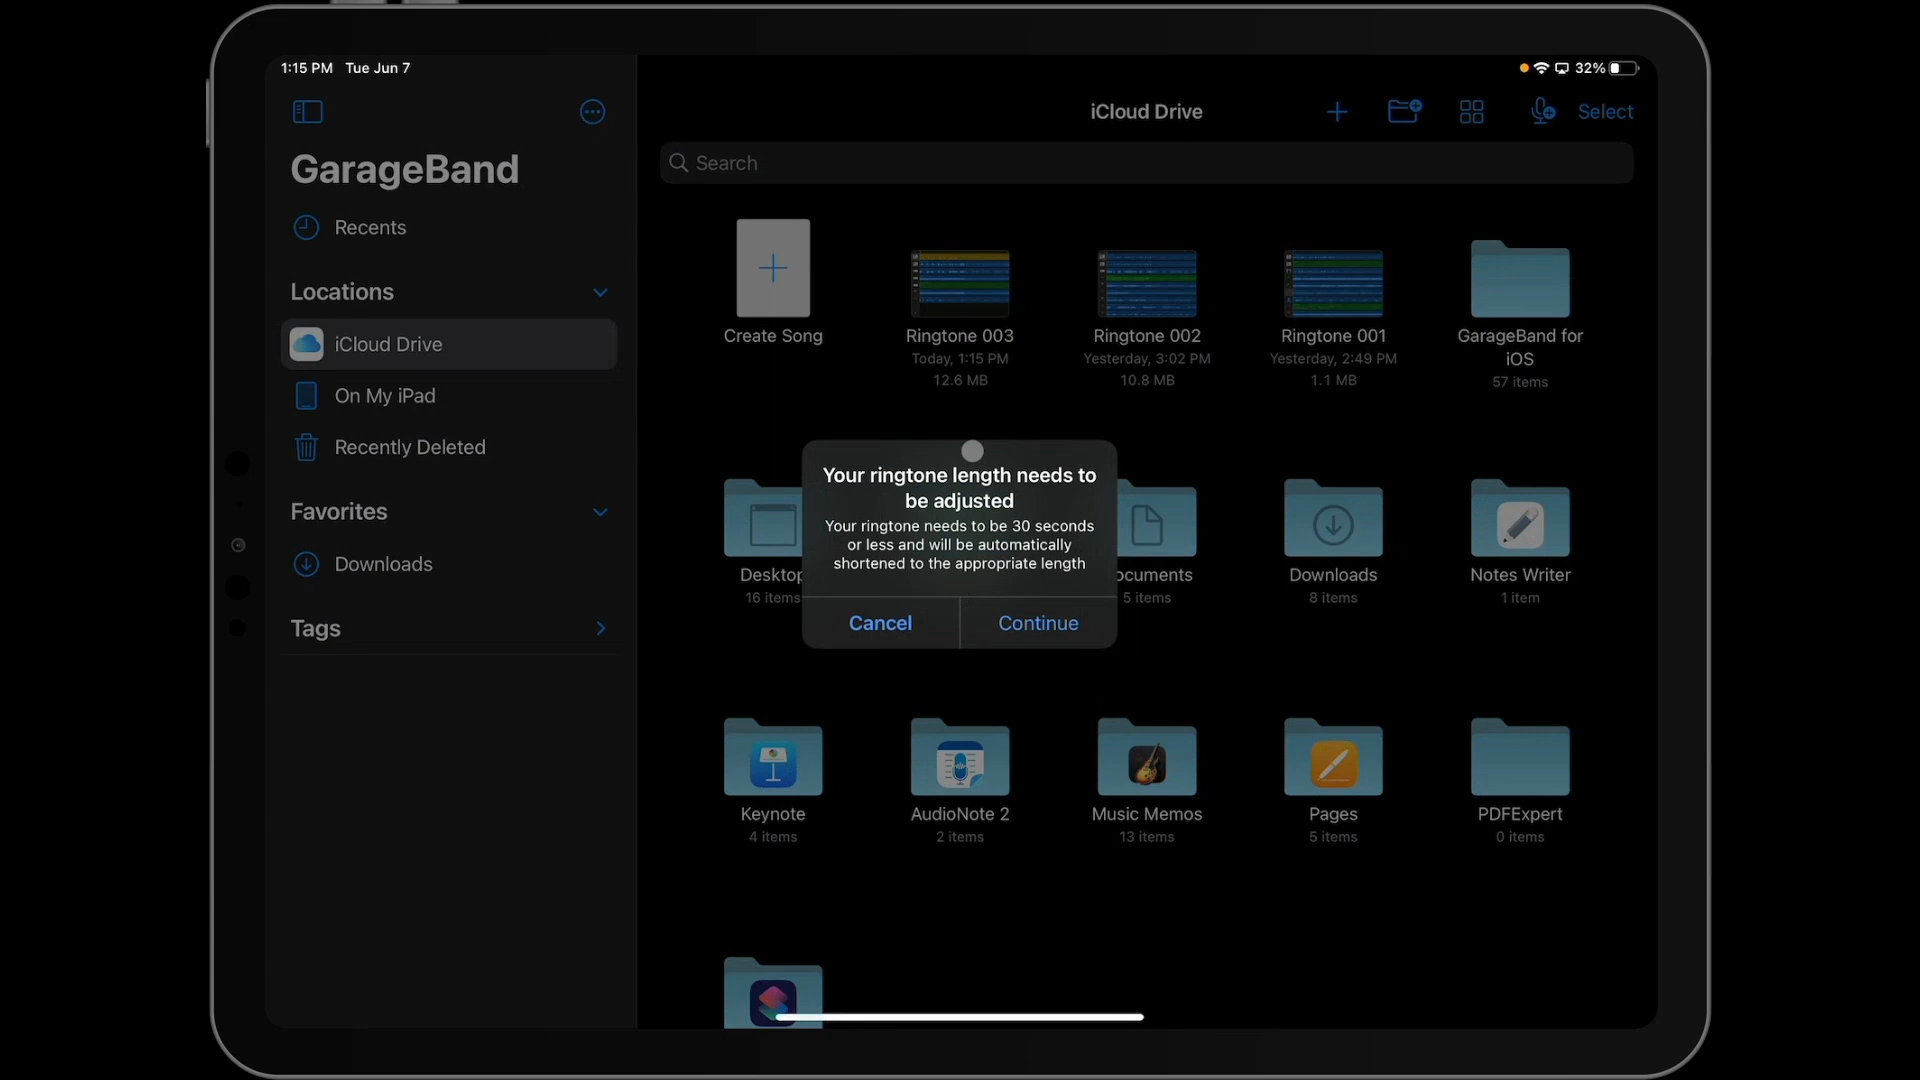 1:15 PM Tue Jun 7
32%
GarageBand
Recents
Locations
iCloud Drive
On My iPad
Recently Deleted
Favorites
Downloads
Tags
iCloud Drive
Select
Search
Create Song
Ringtone 003
Today, 1:15 PM
12.6 MB
Ringtone 002
Yesterday, 3:02 PM
10.8 MB
Ringtone 001
Yesterday, 2:49 PM
1.1 MB
GarageBand for
iOS
57 items
Your ringtone length needs to
be adjusted
Your ringtone needs to be 30 seconds
or less and will be automatically
shortened to the appropriate length
Cancel
Continue
Desktop
16 items
ocuments
5 items
Downloads
8 items
Notes Writer
1 item
Keynote
4 items
AudioNote 2
2 items
Music Memos
13 items
Pages
5 items
PDFExpert
0 items